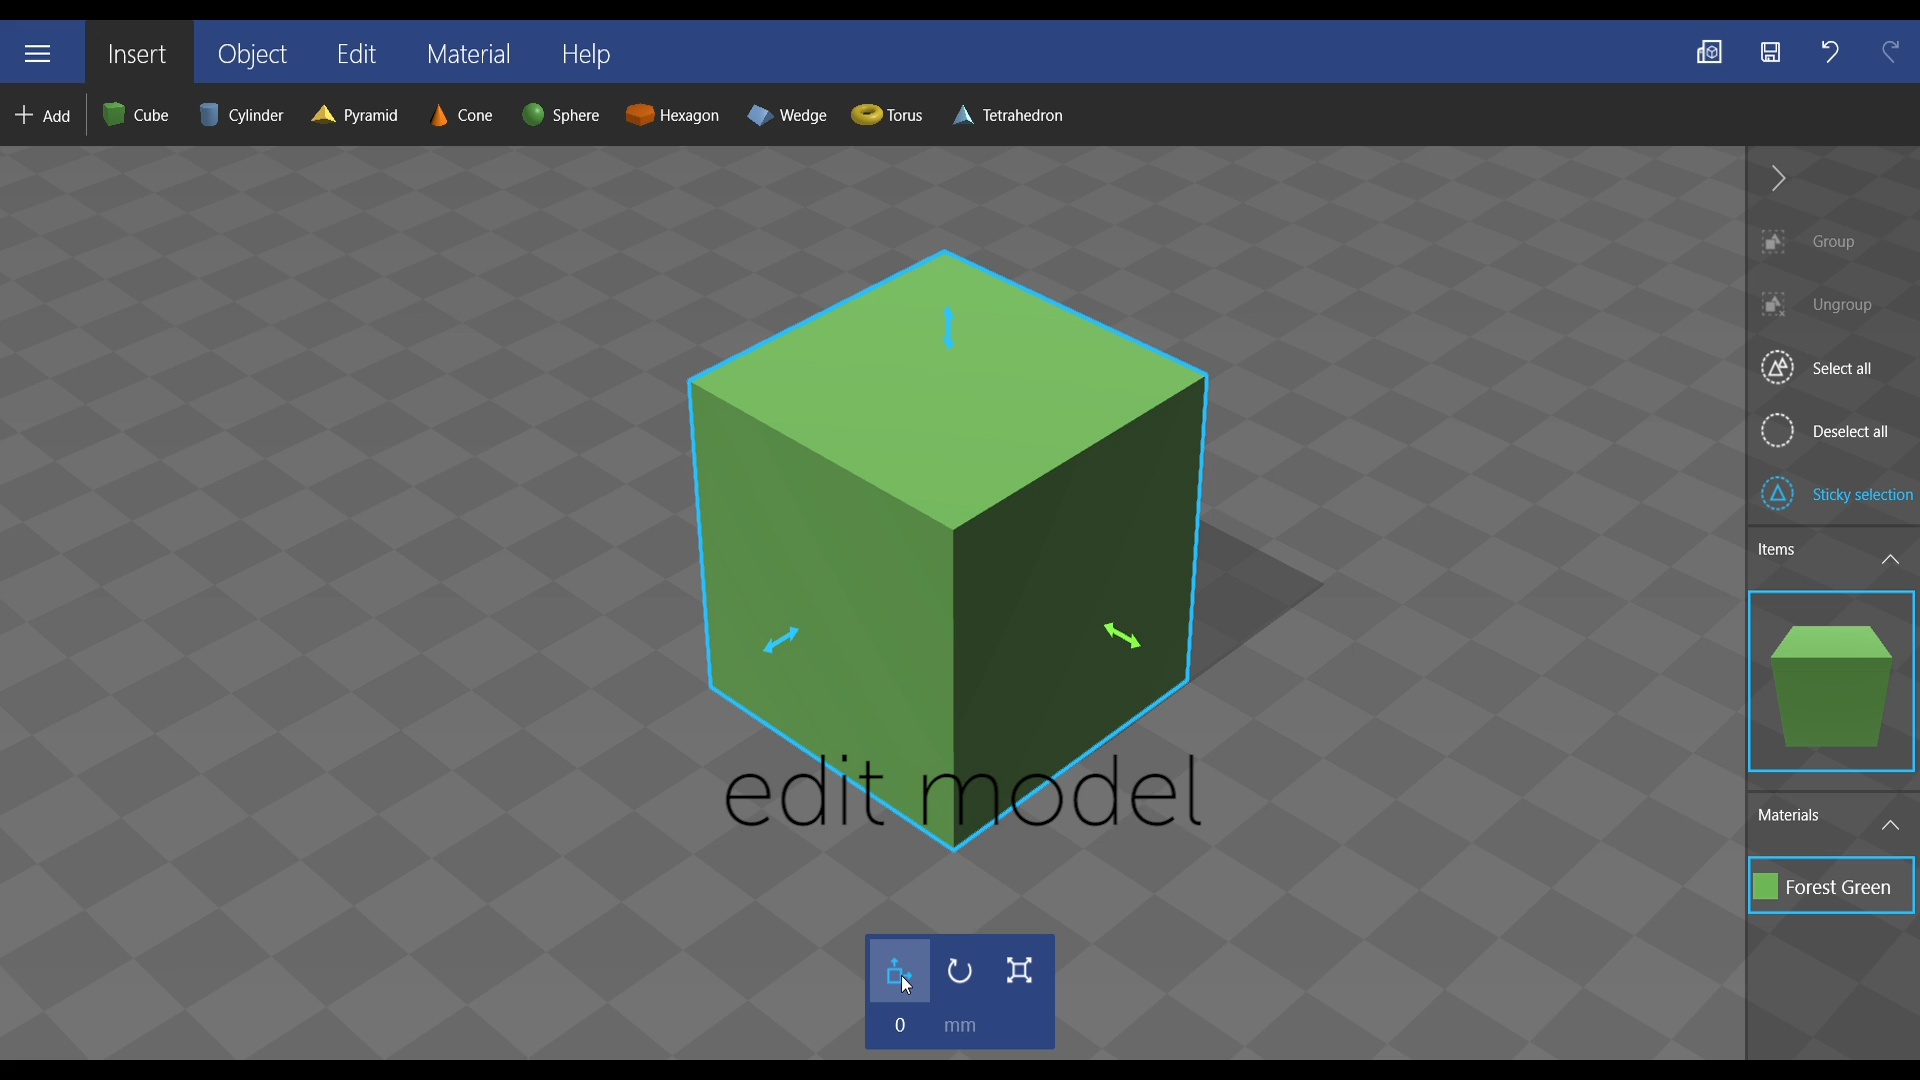 Insert Object Edit Material Help
Add Cube Cylinder Pyramid Cone Sphere Hexagon Wedge Torus Tetrahedron
Group
Ungroup
Select all
Deselect all
Sticky selection
Items
edit model
Materials
Forest Green
0 mm